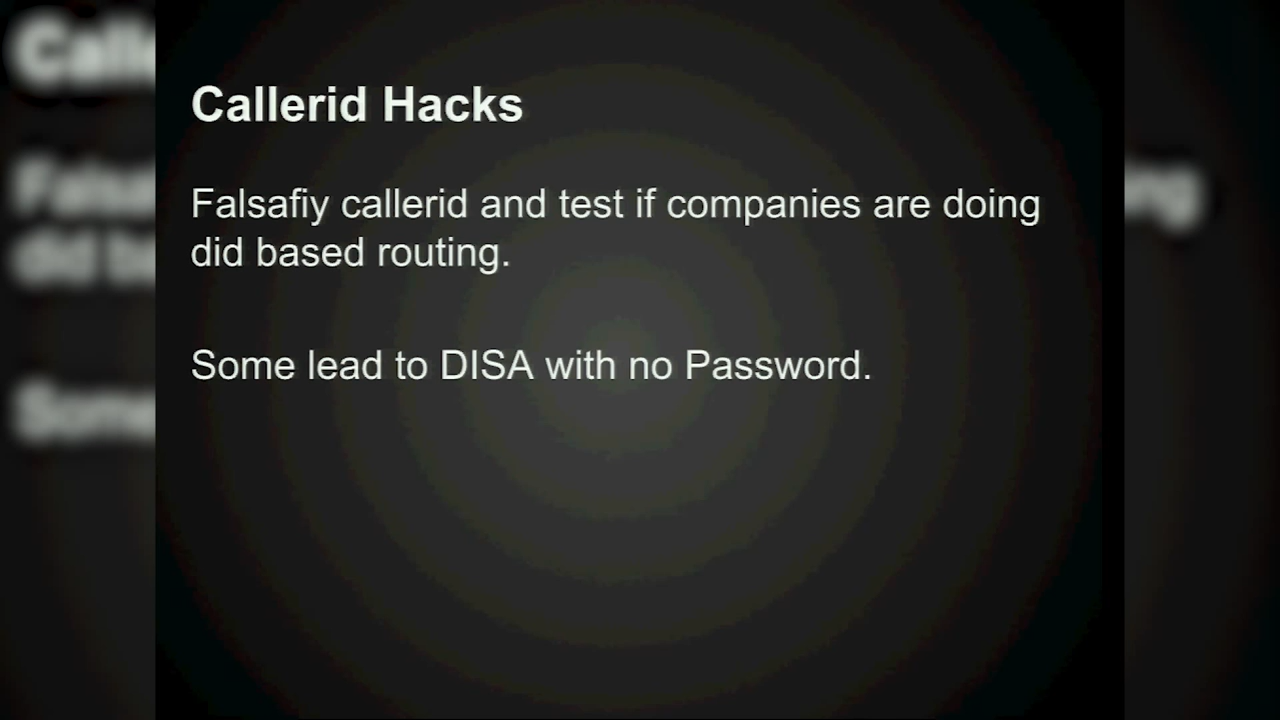 Callerid Hacks
Falsafiy callerid and test if companies are doing
did based routing.
Some lead to DISA with no Password.